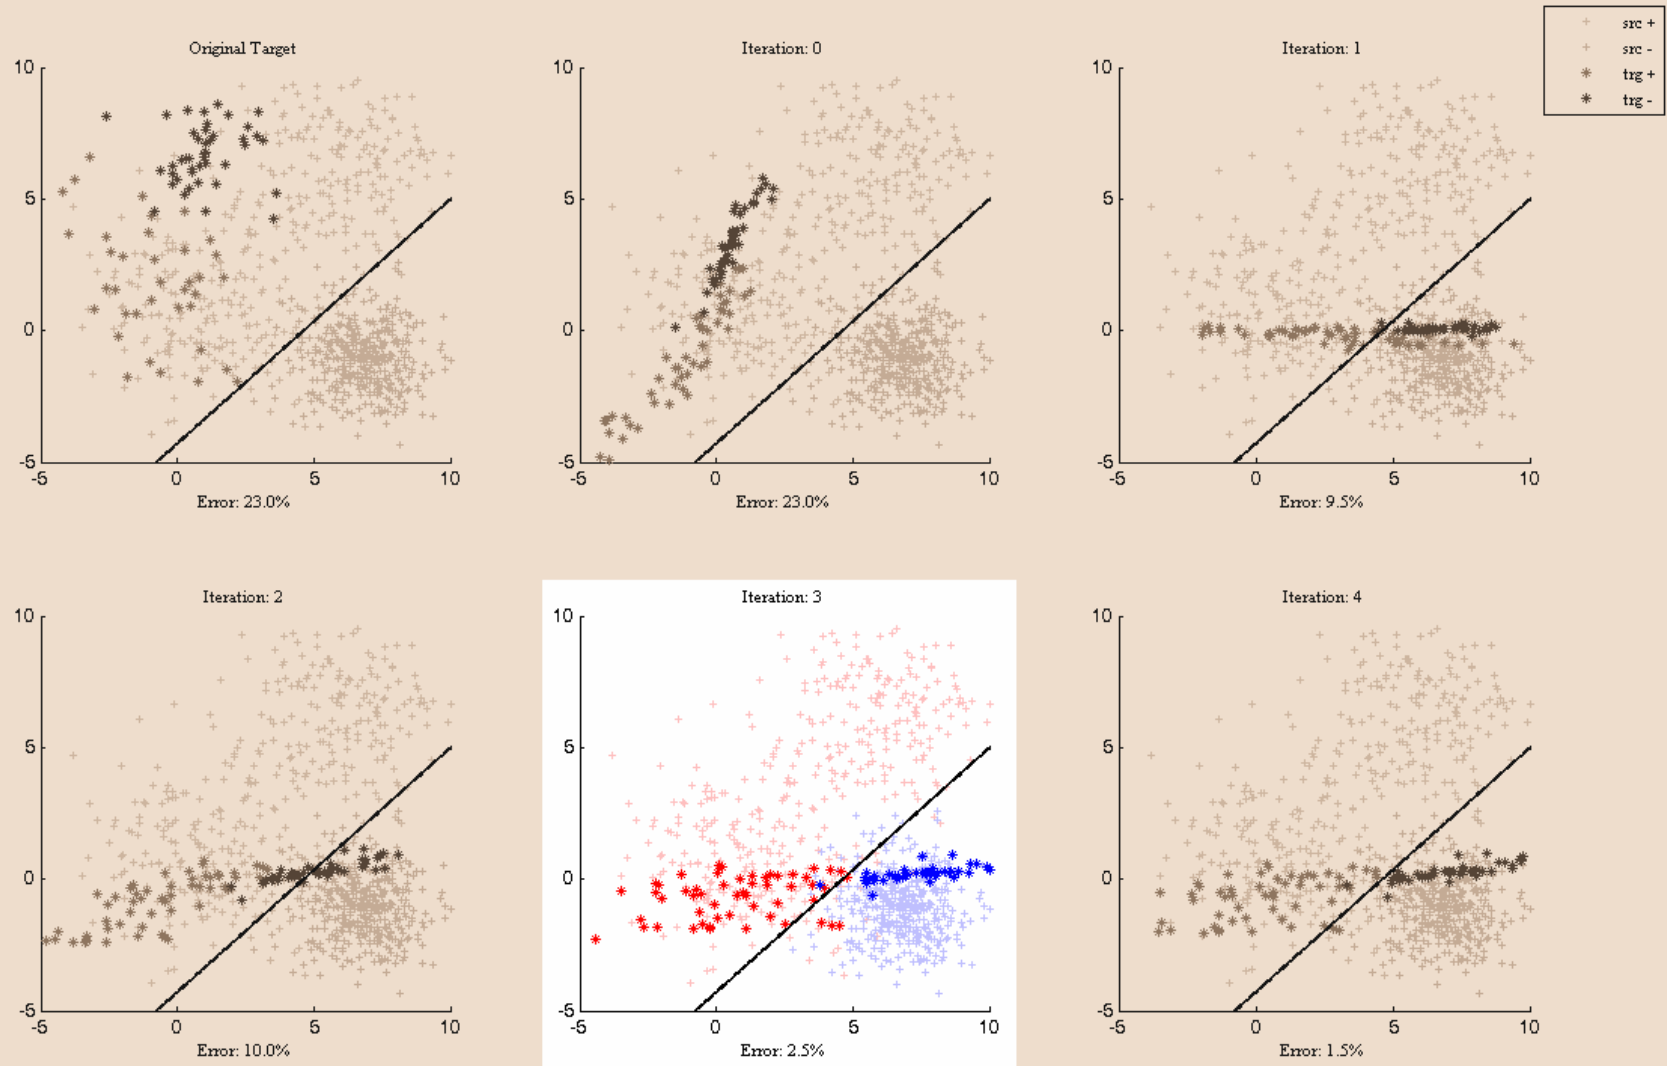 src +
src -
trg +
trg -
Original Target
10
5
0
-5
-5 0 5 10
Error: 23.0%
Iteration: 0
10
5
0
-5
-5 0 5 10
Error: 23.0%
Iteration: 1
10
5
0
-5
-5 0 5 10
Error: 9.5%
Iteration: 2
10
5
0
-5
-5 0 5 10
Error: 10.0%
Iteration: 3
10
5
0
-5
-5 0 5 10
Error: 2.5%
Iteration: 4
10
5
0
-5
-5 0 5 10
Error: 1.5%